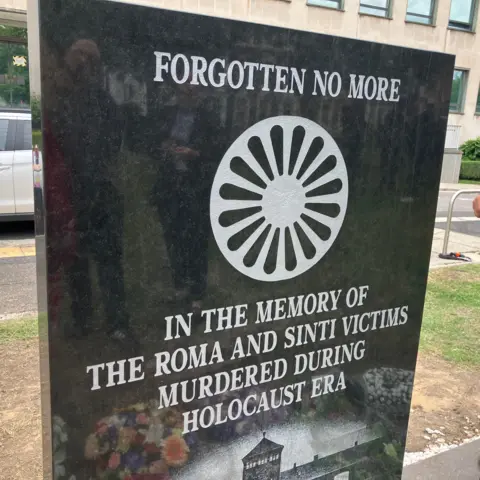 FORGOTTEN NO MORE
IN THE MEMORY OF
THE ROMA AND SINTI VICTIMS
MURDERED DURING
HOLOCAUST ERA